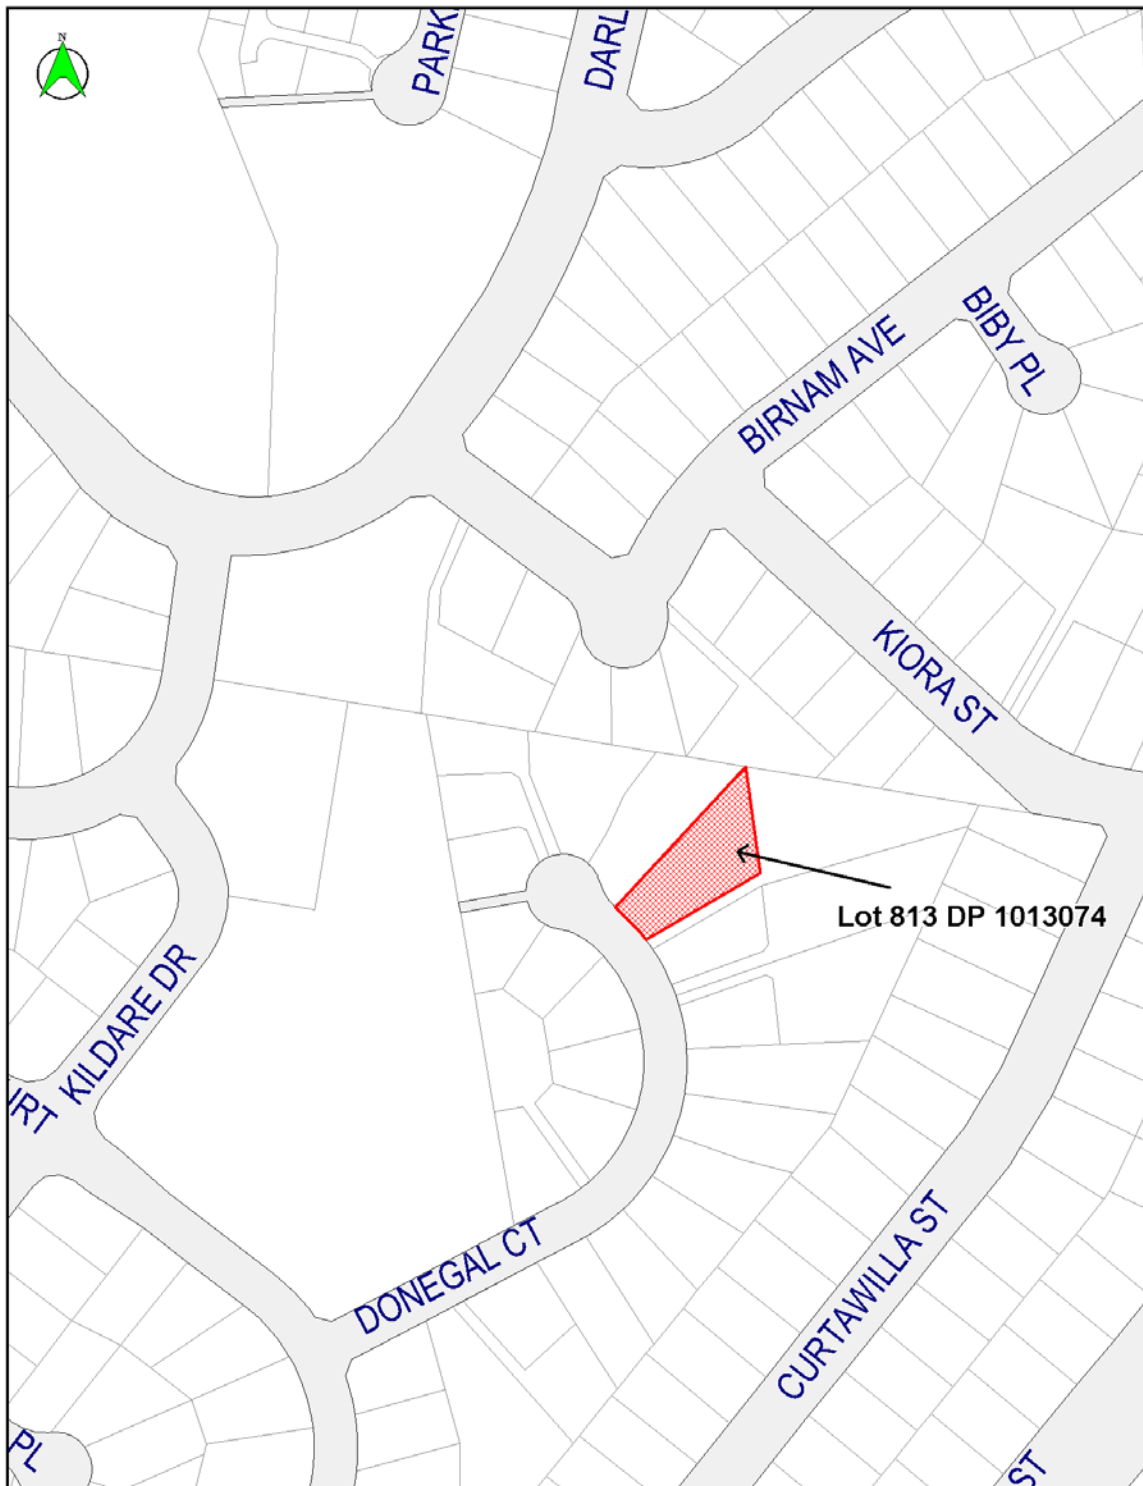 N
PARK
DARL
BIBY PL
BIRNAM AVE
KIORA ST
Lot 813 DP 1013074
KILDARE DR
URT
DONEGAL CT
CURTAWILLA ST
PL
ST